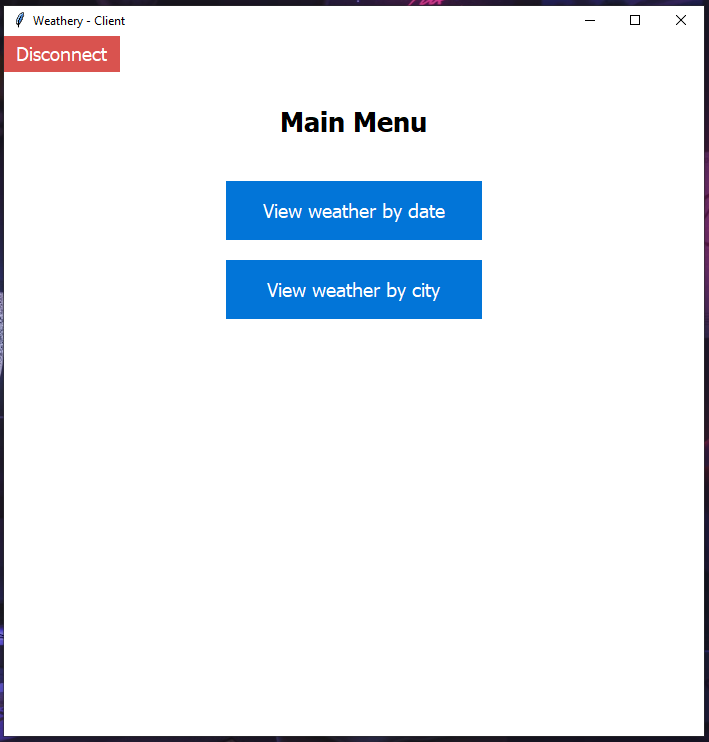 Weathery - Client
Disconnect
Main Menu
View weather by date
View weather by city